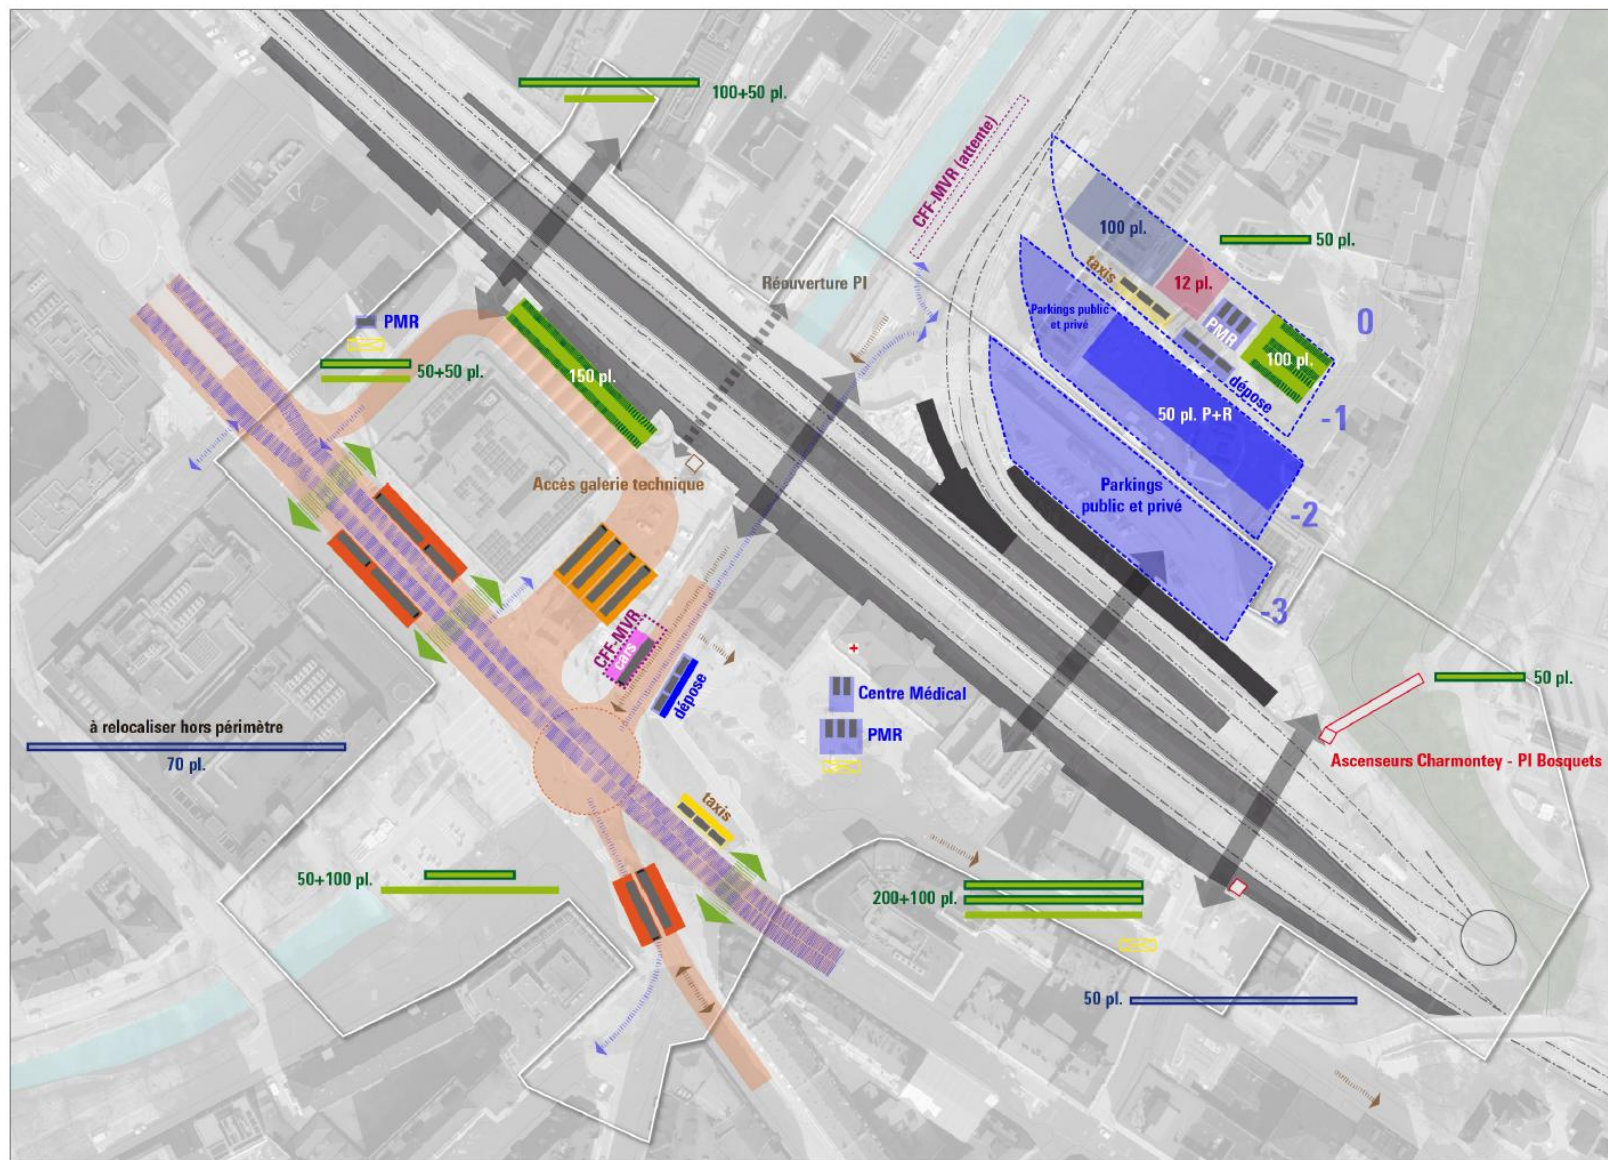 100+50 pl.
CFF-MVR (attente)
100 pl.
50 pl.
taxis
12 pl.
Réouverture PI
Parkings public
et privé
PMR
0
PMR
50+50 pl.
150 pl.
100 pl.
dépose
-1
50 pl. P+R
Accès galerie technique
Parkings
public et privé
-2
-3
CFF-MVR
cars
dépose
Centre Médical
50 pl.
PMR
à relocaliser hors périmètre
70 pl.
Ascenseurs Charmontey - PI Bosquets
taxis
50+100 pl.
200+100 pl.
50 pl.